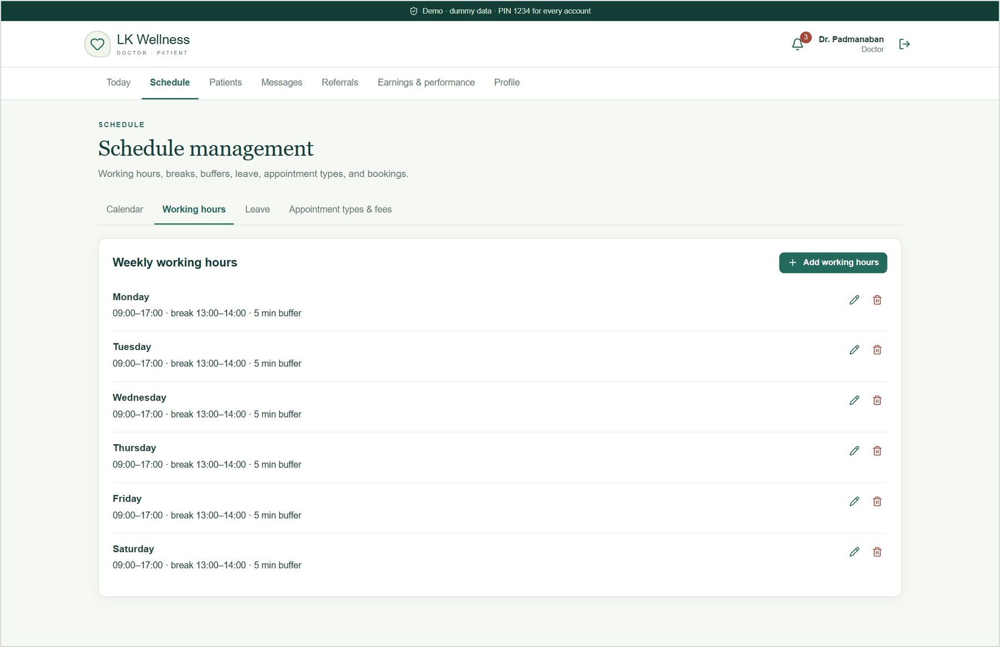 Demo · dummy data · PIN 1234 for every account
LK Wellness
DOCTOR · PATIENT
3
Dr. Padmanaban
Doctor
Today
Schedule
Patients
Messages
Referrals
Earnings & performance
Profile
SCHEDULE
Schedule management
Working hours, breaks, buffers, leave, appointment types, and bookings.
Calendar
Working hours
Leave
Appointment types & fees
Weekly working hours
Add working hours
Monday
09:00–17:00 · break 13:00–14:00 · 5 min buffer
Tuesday
09:00–17:00 · break 13:00–14:00 · 5 min buffer
Wednesday
09:00–17:00 · break 13:00–14:00 · 5 min buffer
Thursday
09:00–17:00 · break 13:00–14:00 · 5 min buffer
Friday
09:00–17:00 · break 13:00–14:00 · 5 min buffer
Saturday
09:00–17:00 · break 13:00–14:00 · 5 min buffer